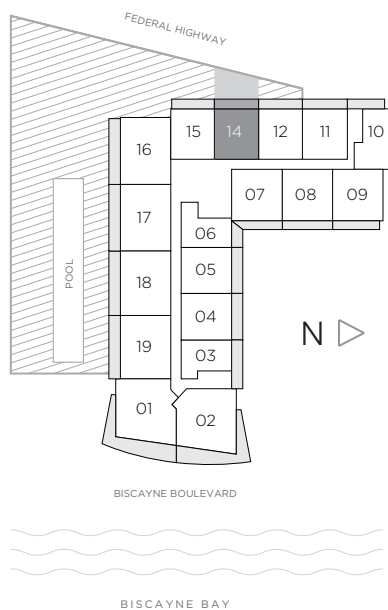 FEDERAL HIGHWAY
15 14 12 11 10
16
07 08 09
17
06
05
POOL
18
04
N
19
03
01
02
BISCAYNE BOULEVARD
BISCAYNE BAY